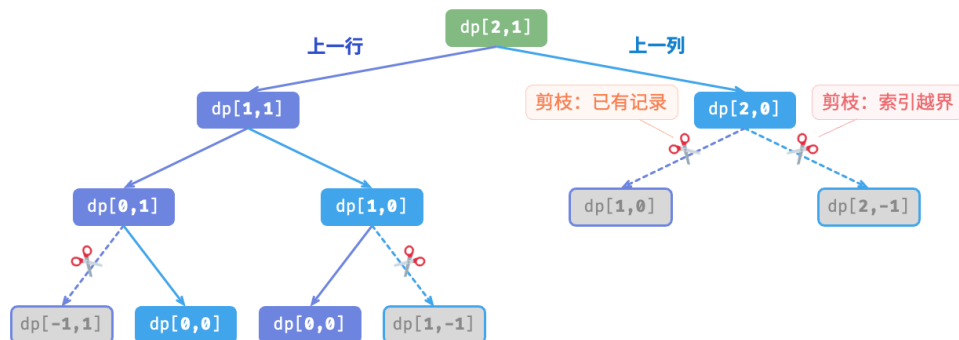 dp[2,1]
上一行
上一列
dp[1,1]
剪枝：已有记录
dp[2,0]
剪枝：索引越界
dp[0,1]
dp[1,0]
dp[1,0]
dp[2,-1]
dp[-1,1]
dp[0,0]
dp[0,0]
dp[1,-1]